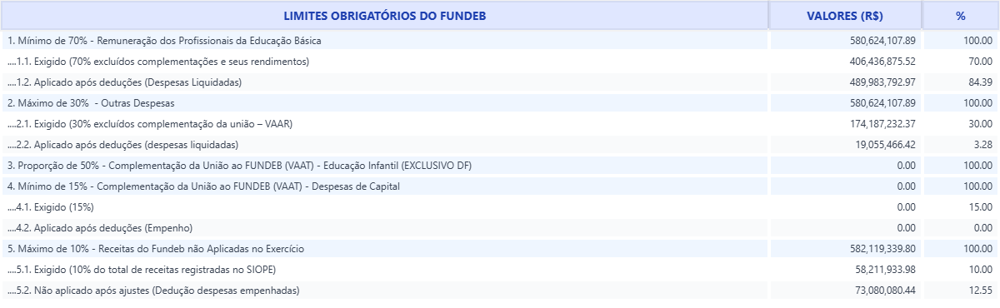 LIMITES OBRIGATÓRIOS DO FUNDEB VALORES (R$) %
1. Mínimo de 70% - Remuneração dos Profissionais da Educação Básica 580,624,107.89 100.00
....1.1. Exigido (70% excluídos complementações e seus rendimentos) 406,436,875.52 70.00
....1.2. Aplicado após deduções (Despesas Liquidadas) 489,983,792.97 84.39
2. Máximo de 30%  - Outras Despesas 580,624,107.89 100.00
....2.1. Exigido (30% excluídos complementação da união – VAAR) 174,187,232.37 30.00
....2.2. Aplicado após deduções (despesas liquidadas) 19,055,466.42 3.28
3. Proporção de 50% - Complementação da União ao FUNDEB (VAAT) - Educação Infantil (EXCLUSIVO DF) 0.00 100.00
4. Mínimo de 15% - Complementação da União ao FUNDEB (VAAT) - Despesas de Capital 0.00 100.00
....4.1. Exigido (15%) 0.00 15.00
....4.2. Aplicado após deduções (Empenho) 0.00 0.00
5. Máximo de 10% - Receitas do Fundeb não Aplicadas no Exercício 582,119,339.80 100.00
....5.1. Exigido (10% do total de receitas registradas no SIOPE) 58,211,933.98 10.00
....5.2. Não aplicado após ajustes (Dedução despesas empenhadas) 73,080,080.44 12.55